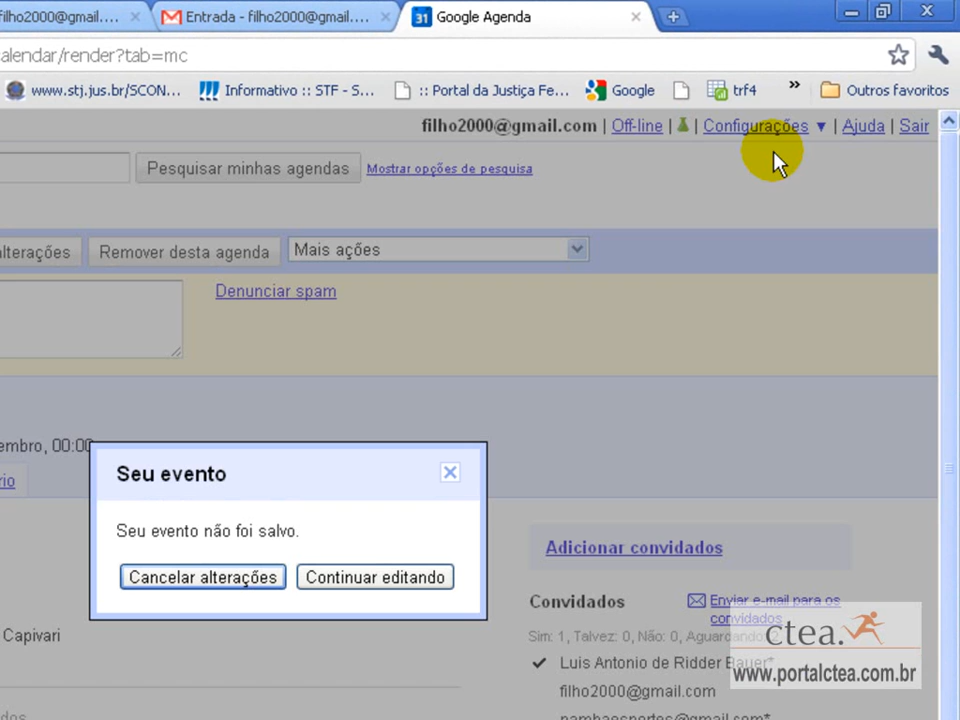 filho2000@gmail....
Entrada - filho2000@gmail....
31 Google Agenda
alendar/render?tab=mc
www.stj.jus.br/SCON...
Informativo :: STF - S...
:: Portal da Justiça Fe...
Google
trf4
»
Outros favoritos
filho2000@gmail.com | Off-line | | Configurações ▼ | Ajuda | Sair
Pesquisar minhas agendas
Mostrar opções de pesquisa
alterações
Remover desta agenda
Mais ações
Denunciar spam
embro, 00:00
rio
Seu evento
Seu evento não foi salvo.
Cancelar alterações
Continuar editando
Adicionar convidados
Convidados
Enviar e-mail para os
convidados
Sim: 1, Talvez: 0, Não: 0, Aguardando: 2
Capivari
Luis Antonio de Ridder Bauer*
filho2000@gmail.com
ctea.
www.portalctea.com.br